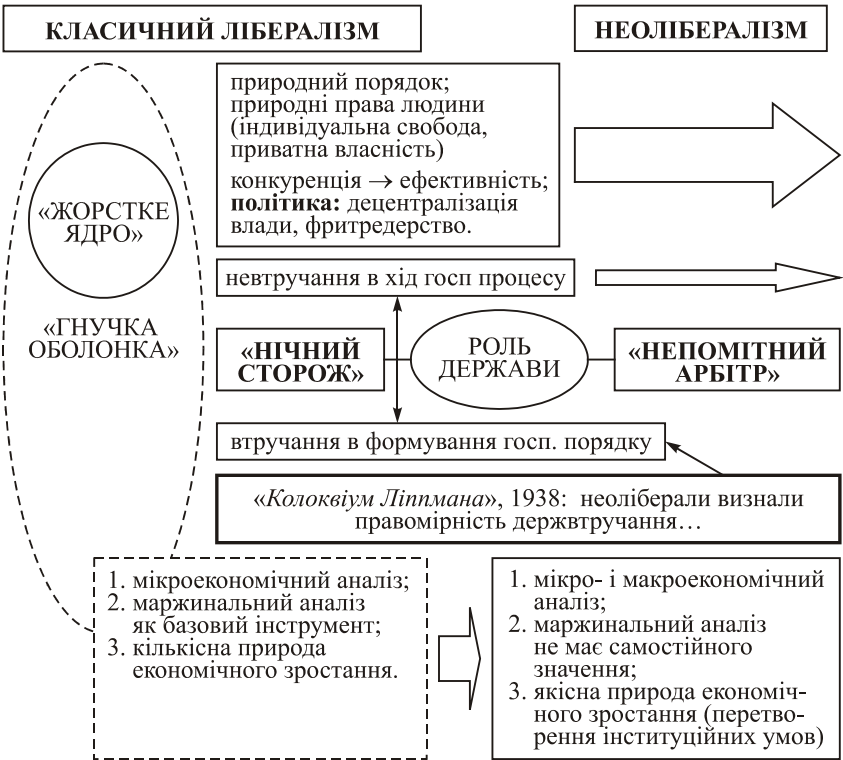 КЛАСИЧНИЙ ЛІБЕРАЛІЗМ
НЕОЛІБЕРАЛІЗМ
природний порядок;
природні права людини
(індивідуальна свобода,
приватна власність)
конкуренція → ефективність;
політика: децентралізація
влади, фритредерство.
«ЖОРСТКЕ
ЯДРО»
«ГНУЧКА
ОБОЛОНКА»
невтручання в хід госп процесу
«НІЧНИЙ
СТОРОЖ»
РОЛЬ
ДЕРЖАВИ
«НЕПОМІТНИЙ
АРБІТР»
втручання в формування госп. порядку
«Колоквіум Ліппмана», 1938: неоліберали визнали
правомірність держвтручання…
1. мікроекономічний аналіз;
2. маржинальний аналіз
як базовий інструмент;
3. кількісна природа
економічного зростання.
1. мікро- і макроекономічний
аналіз;
2. маржинальний аналіз
не має самостійного
значення;
3. якісна природа економіч-
ного зростання (перетво-
рення інституційних умов)